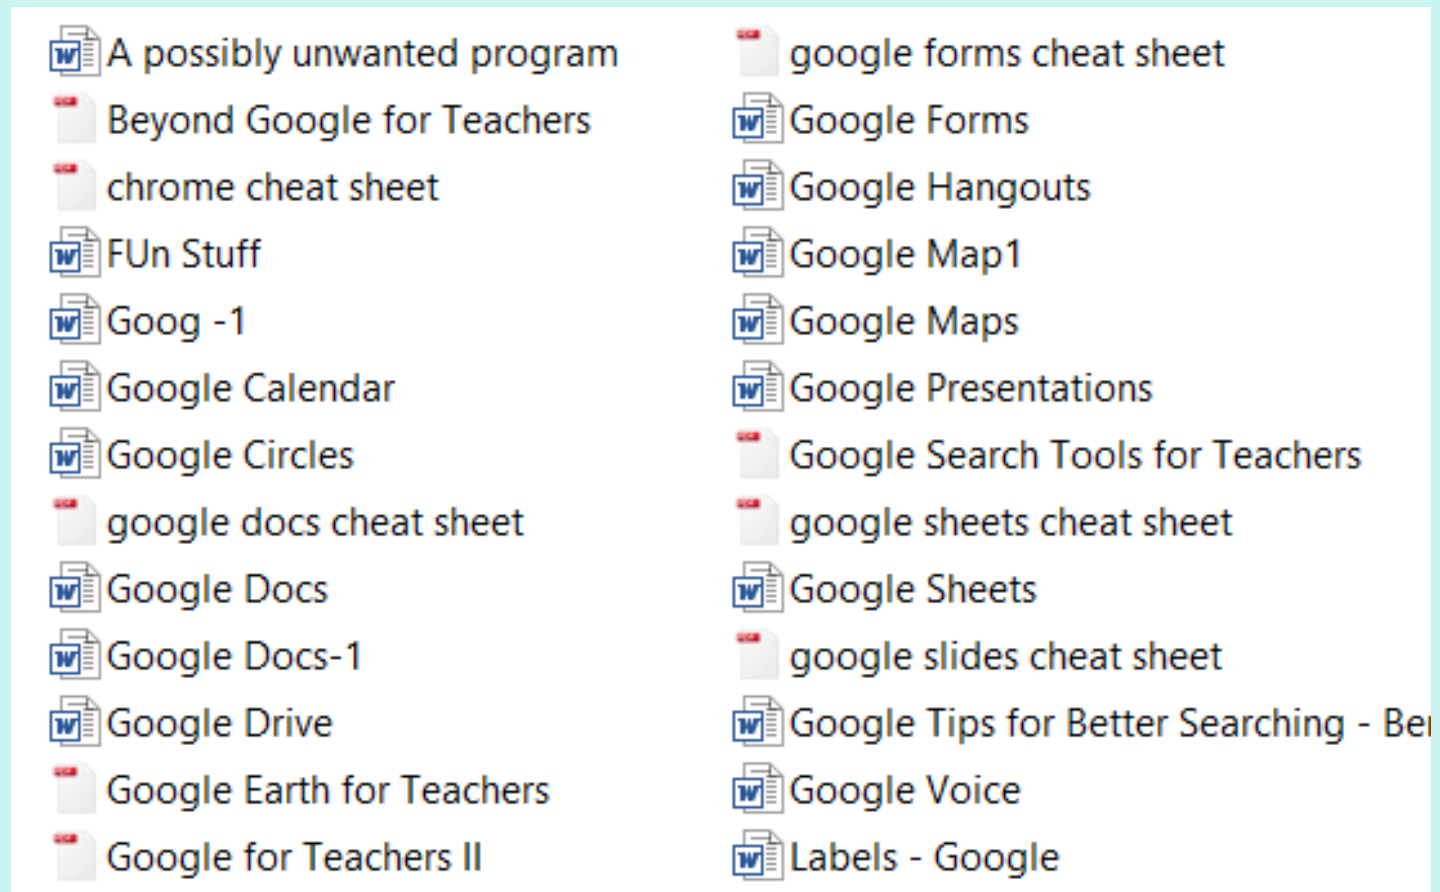 A possibly unwanted program
Beyond Google for Teachers
chrome cheat sheet
FUn Stuff
Goog -1
Google Calendar
Google Circles
google docs cheat sheet
Google Docs
Google Docs-1
Google Drive
Google Earth for Teachers
Google for Teachers II
google forms cheat sheet
Google Forms
Google Hangouts
Google Map1
Google Maps
Google Presentations
Google Search Tools for Teachers
google sheets cheat sheet
Google Sheets
google slides cheat sheet
Google Tips for Better Searching -
Google Voice
Labels - Google